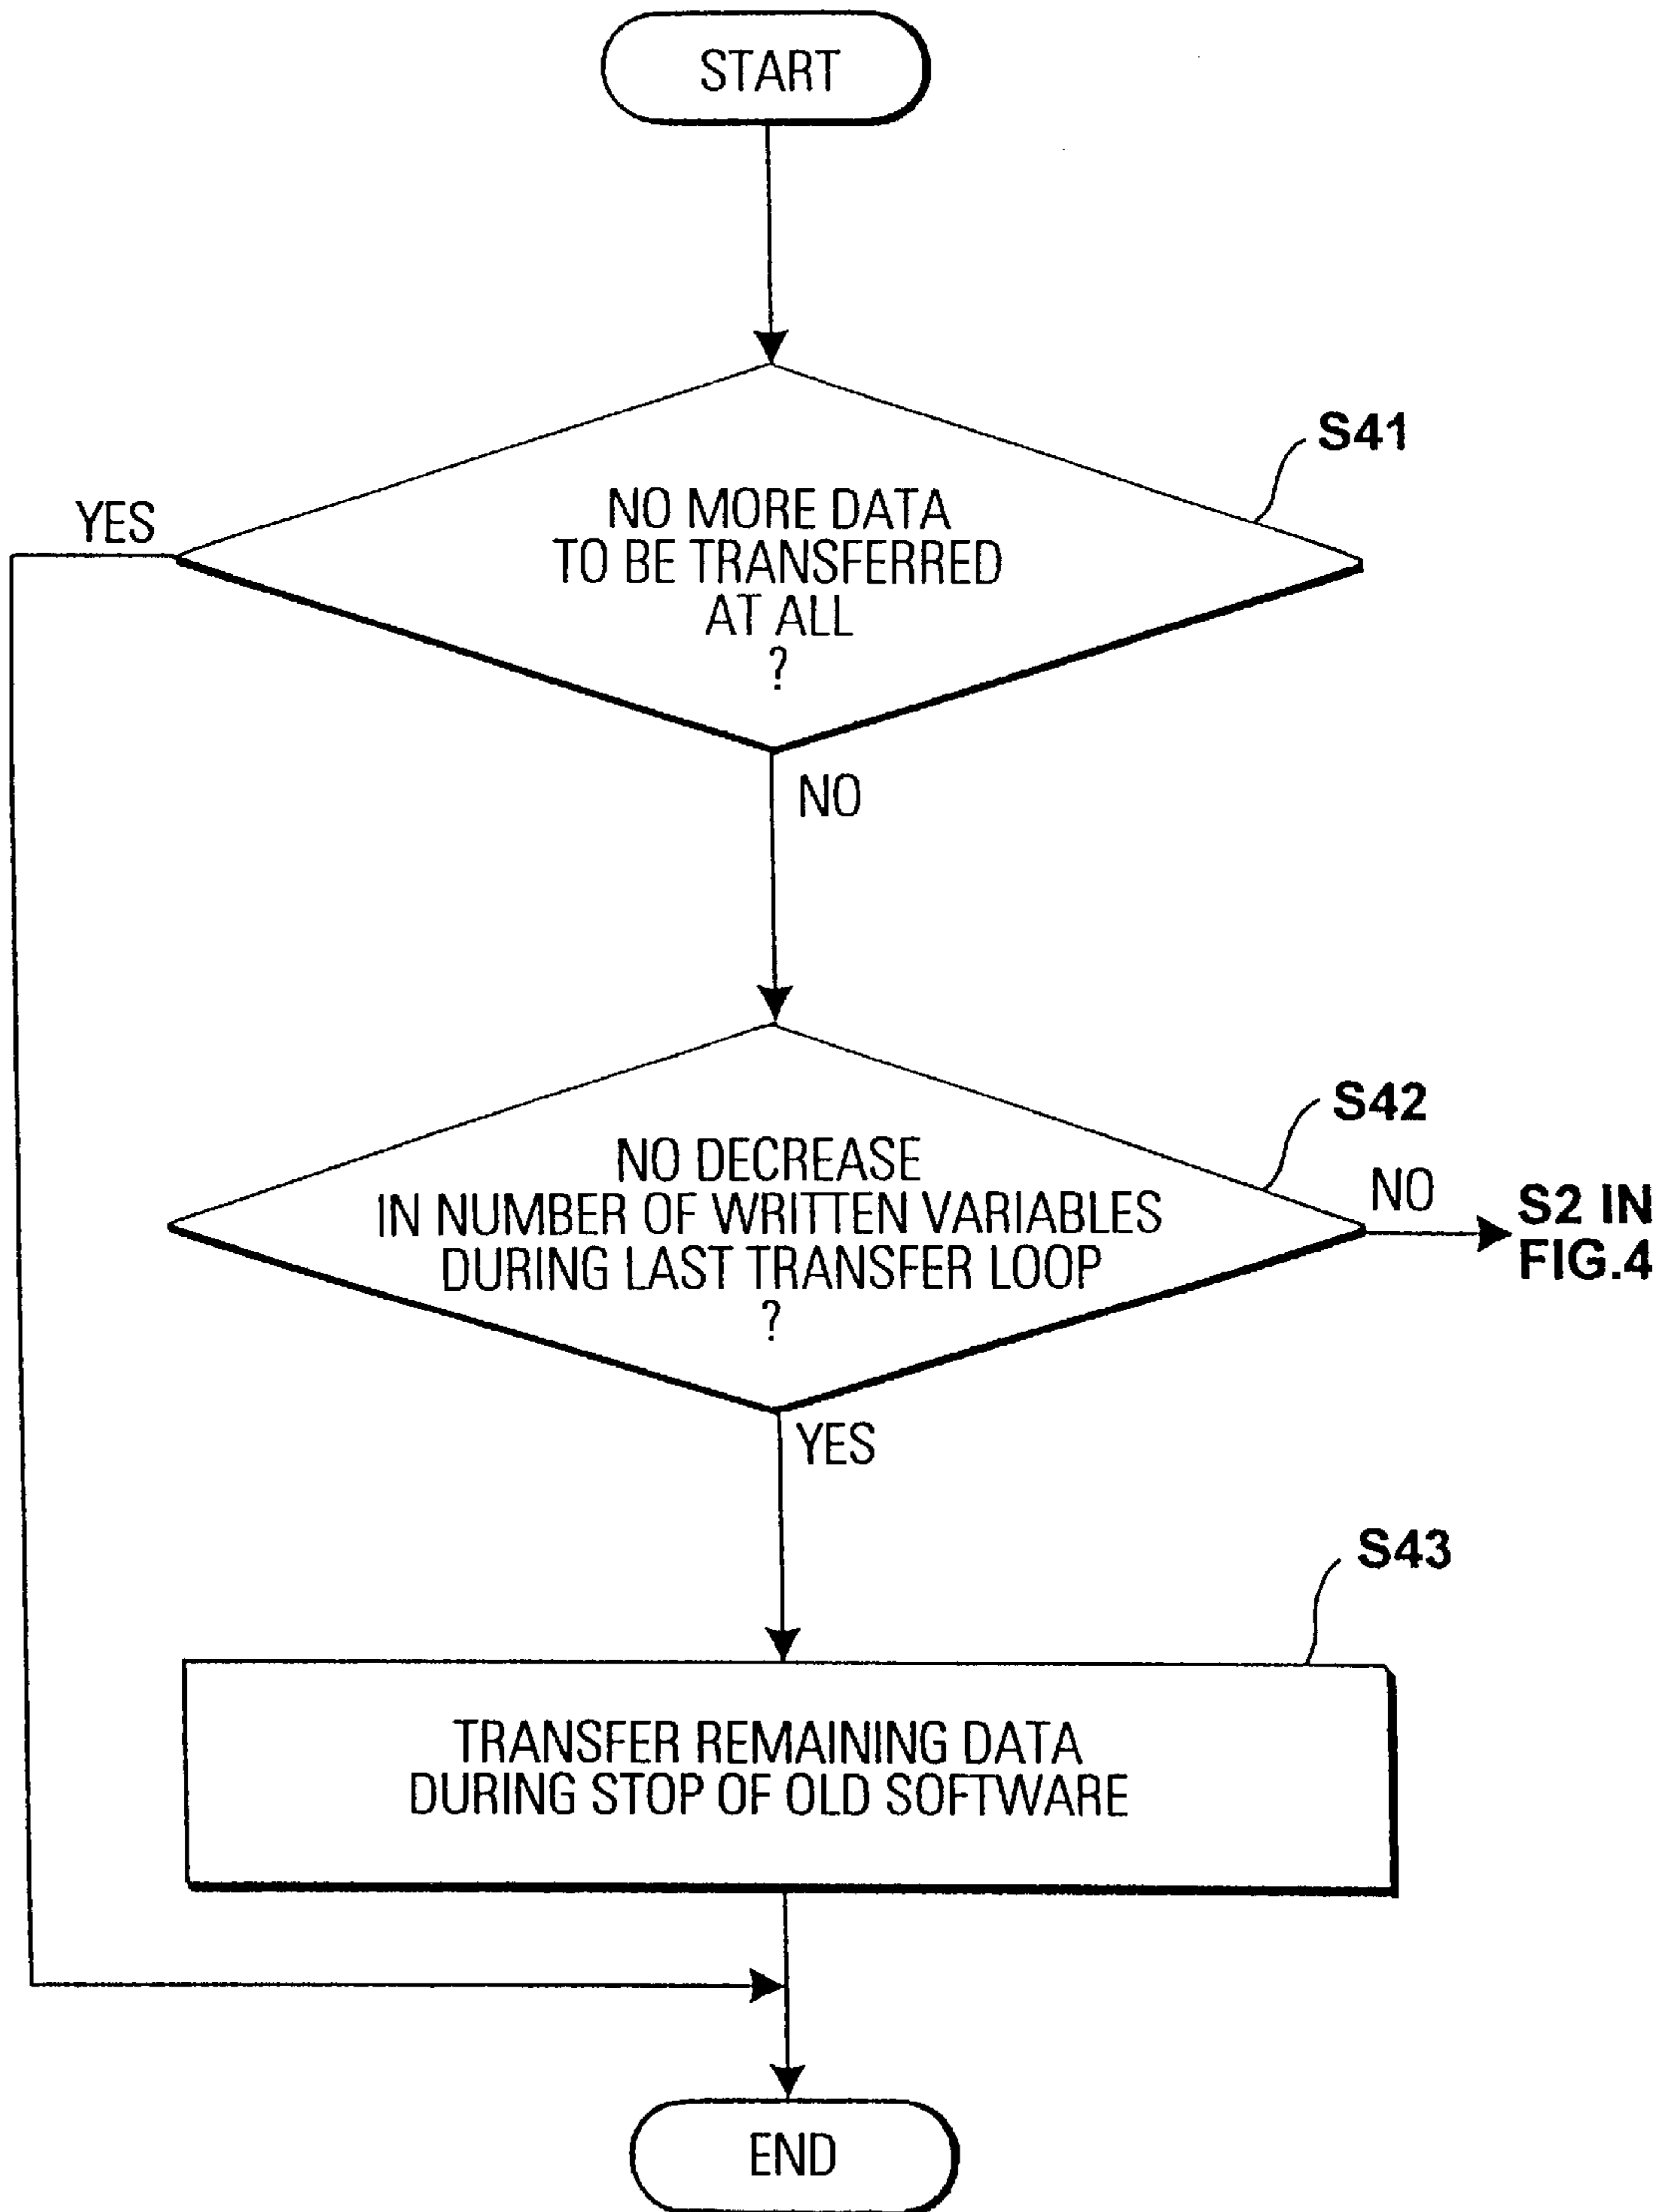 START
S41
YES
NO MORE DATA
TO BE TRANSFERRED
AT ALL
?
NO
S42
NO DECREASE
IN NUMBER OF WRITTEN VARIABLES
DURING LAST TRANSFER LOOP
?
NO
S2 IN
FIG.4
YES
S43
TRANSFER REMAINING DATA
DURING STOP OF OLD SOFTWARE
END